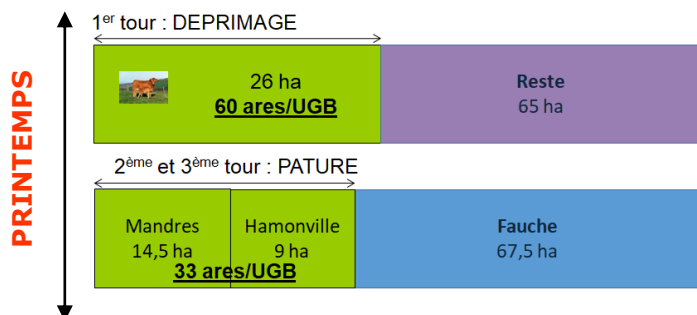 PRINTEMPS
1er tour : DEPRIMAGE
26 ha
60 ares/UGB
Reste
65 ha
2ème et 3ème tour : PATURE
Mandres
14,5 ha
Hamonville
9 ha
33 ares/UGB
Fauche
67,5 ha